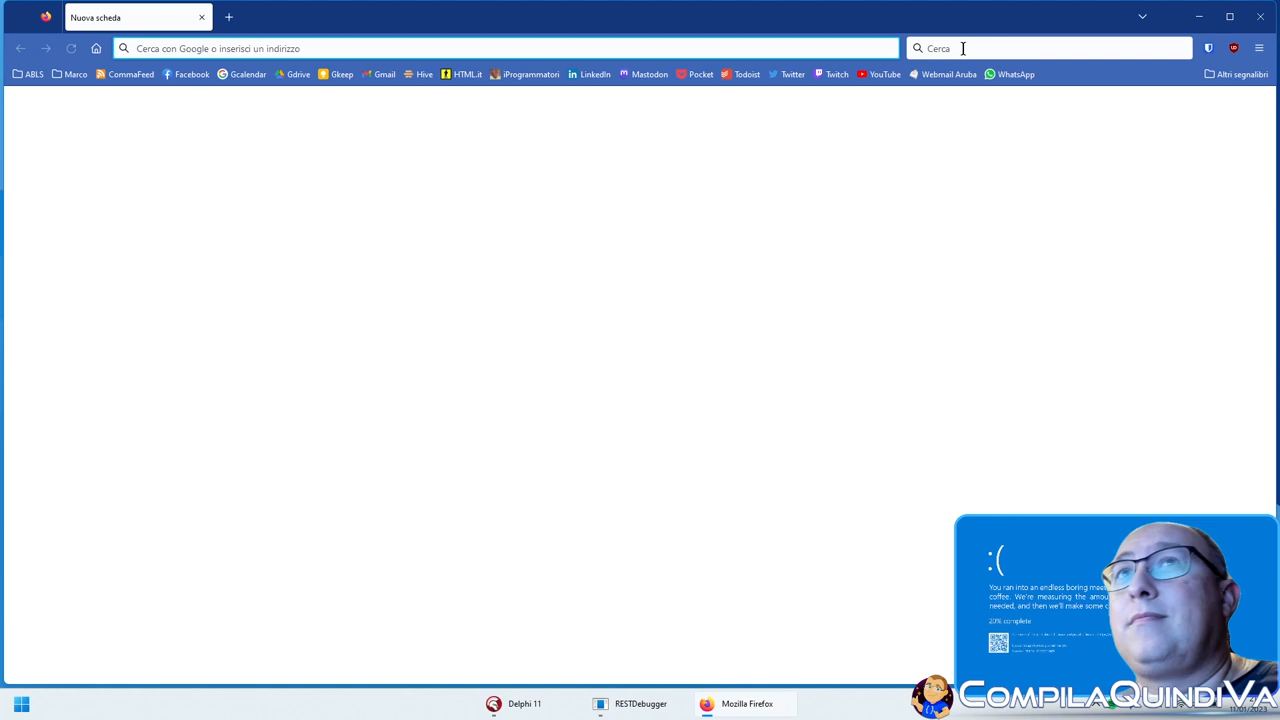 Nuova scheda
Cerca con Google o inserisci un indirizzo
Cerca
ABLS Marco CommaFeed Facebook Gcalendar Gdrive Gkeep Gmail Hive HTML.it iProgrammatori LinkedIn Mastodon Pocket Todoist Twitter Twitch YouTube Webmail Aruba WhatsApp Altri segnalibri
:(
You ran into an endless boring
coffee. We're measuring the
needed, and then we'll make some
20% complete
COMPILAQUINDIVA
Delphi 11 RESTDebugger Mozilla Firefox
11/01/2023